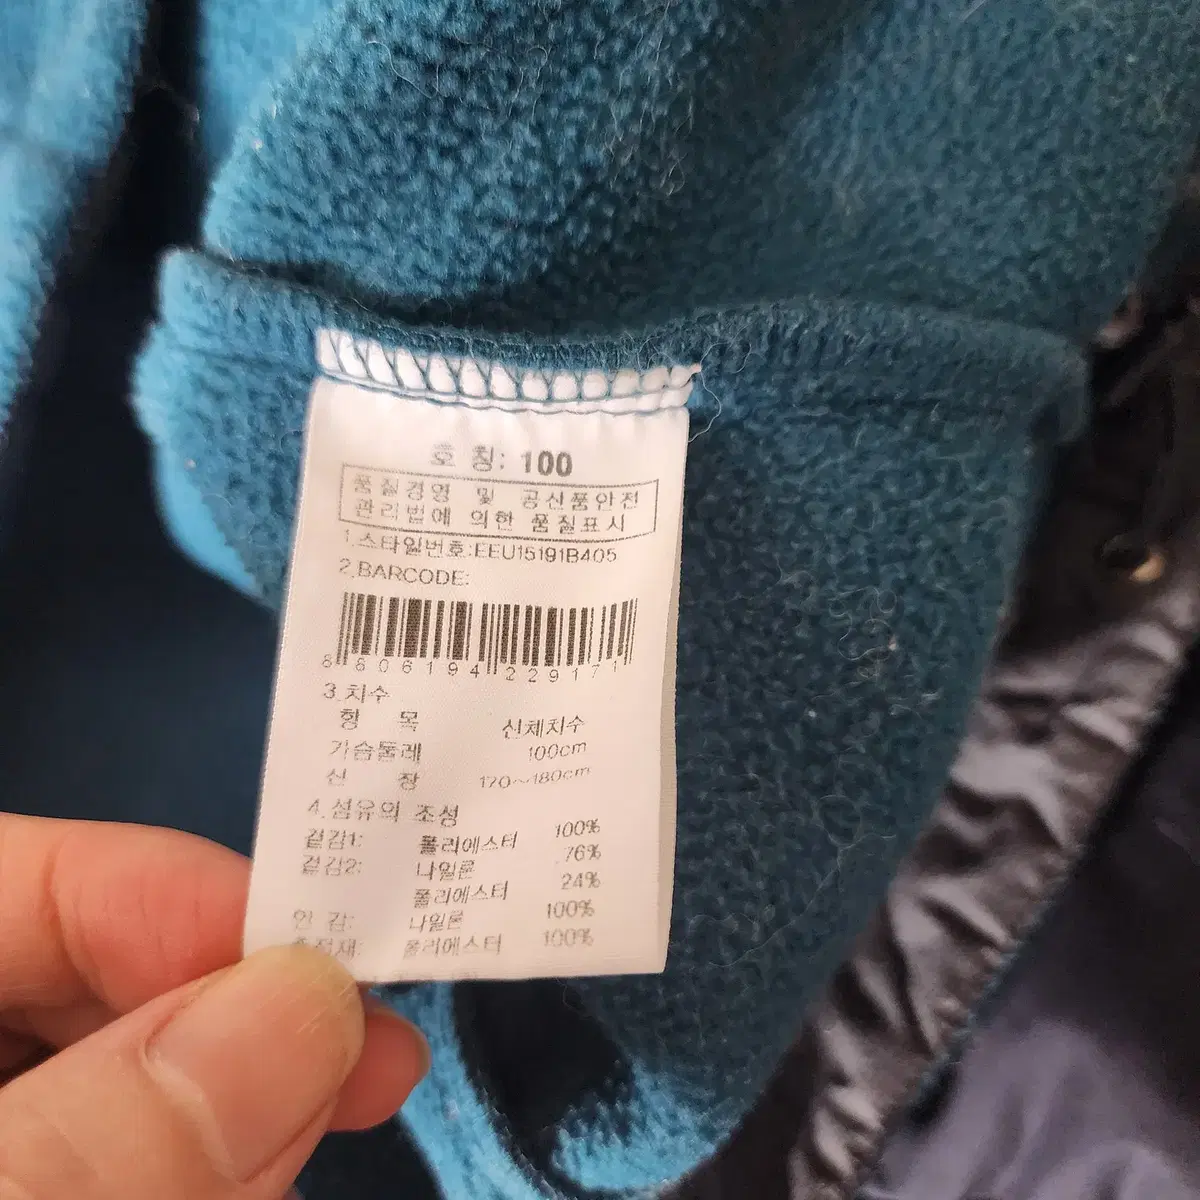 호 칭: 100
품질경영 및 공산품안전
관리법에 의한 품질표시
1.스타일번호:EEU15191B405
2.BARCODE:
8806194229171
3.치수
항 목 신체치수
가슴둘레 100cm
신 장 170~180cm
4.섬유의 조성
겉감1: 폴리에스터 100%
겉감2: 나일론 76%
폴리에스터 24%
안 감: 나일론 100%
충전재: 폴리에스터 100%